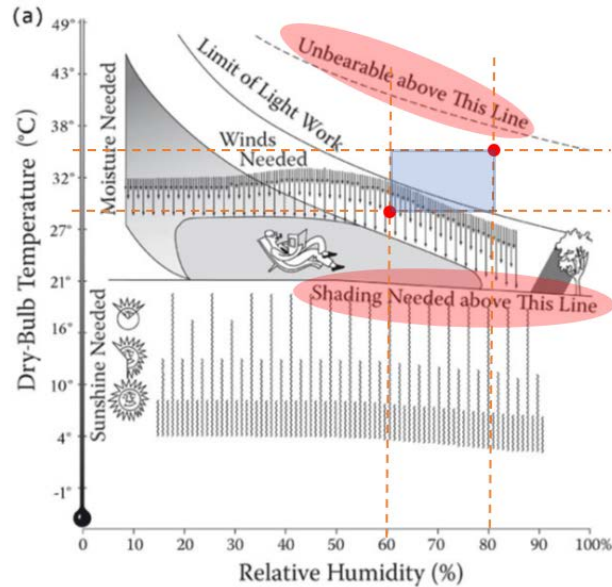 (a)
49°
43°
38°
32°
27°
21°
16°
10°
4°
-1°
Dry-Bulb Temperature (°C)
Moisture Needed
Sunshine Needed
Unbearable above This Line
Limit of Light Work
Winds
Needed
Shading Needed above This Line
0 10 20 30 40 50 60 70 80 90 100%
Relative Humidity (%)